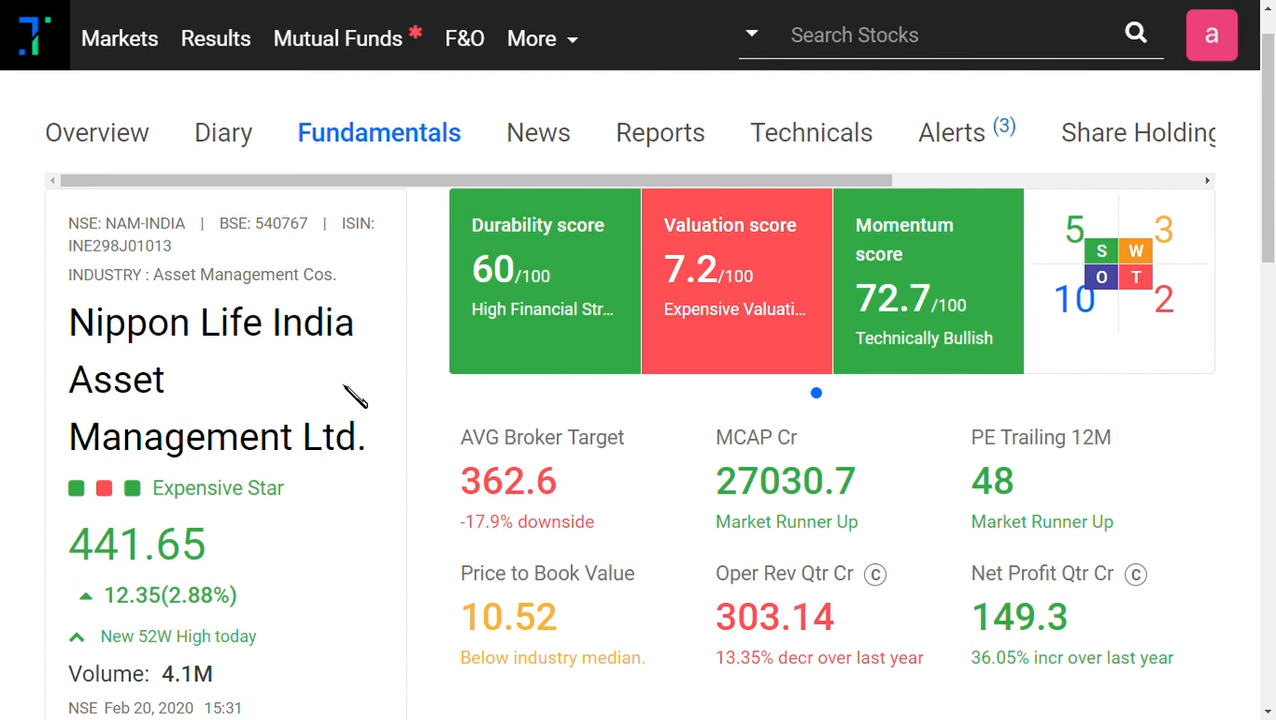 Markets Results Mutual Funds * F&O More Search Stocks a
Overview Diary Fundamentals News Reports Technicals Alerts (3) Share Holding
NSE: NAM-INDIA | BSE: 540767 | ISIN:
INE298J01013
INDUSTRY : Asset Management Cos.
Nippon Life India
Asset
Management Ltd.
Expensive Star
441.65
12.35(2.88%)
New 52W High today
Volume: 4.1M
NSE Feb 20, 2020 15:31
Durability score
60/100
High Financial Str...
Valuation score
7.2/100
Expensive Valuati...
Momentum
score
72.7/100
Technically Bullish
5 3
S W
O T
10 2
AVG Broker Target
362.6
-17.9% downside
MCAP Cr
27030.7
Market Runner Up
PE Trailing 12M
48
Market Runner Up
Price to Book Value
10.52
Below industry median.
Oper Rev Qtr Cr C
303.14
13.35% decr over last year
Net Profit Qtr Cr C
149.3
36.05% incr over last year